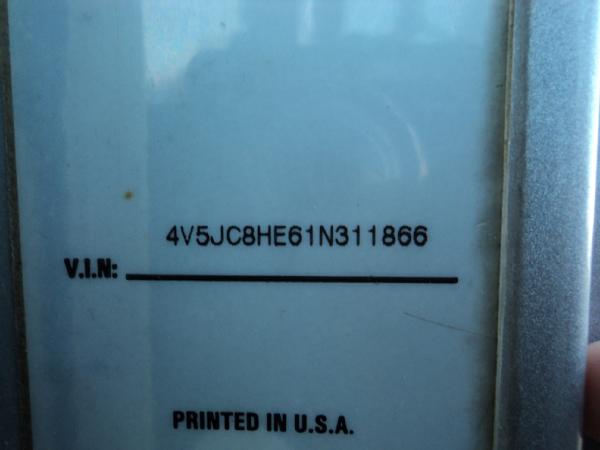 4V5JC8HE61N311866
V.I.N:
PRINTED IN U.S.A.